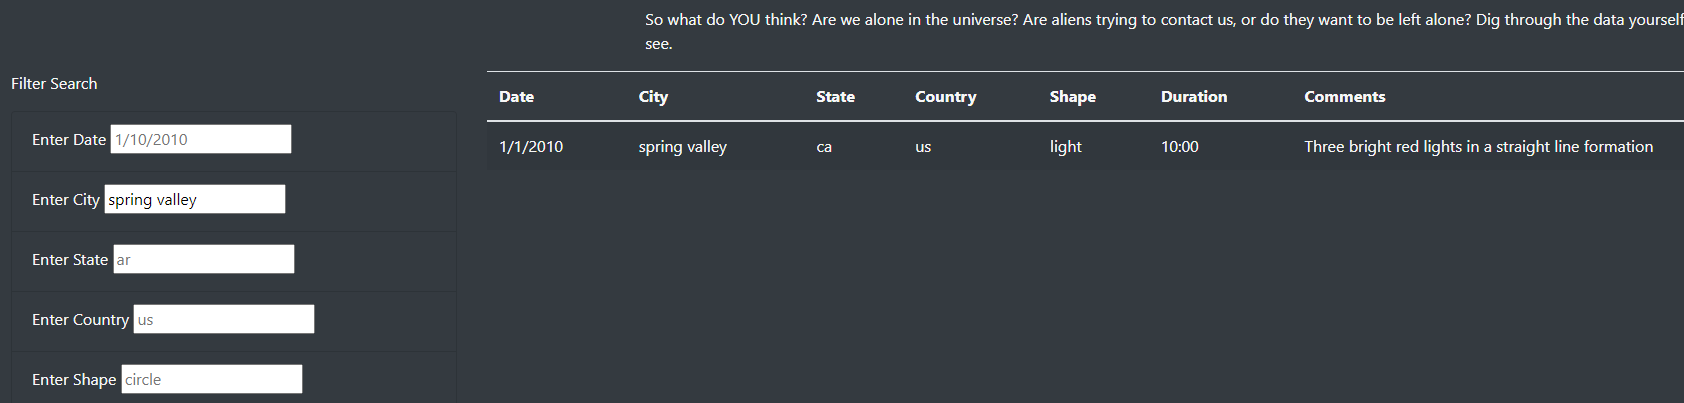 So what do YOU think? Are we alone in the universe? Are aliens trying to contact us, or do they want to be left alone? Dig through the data yourself
see.
Filter Search
Enter Date 1/10/2010
Enter City spring valley
Enter State ar
Enter Country us
Enter Shape circle
Date City State Country Shape Duration Comments
1/1/2010 spring valley ca us light 10:00 Three bright red lights in a straight line formation